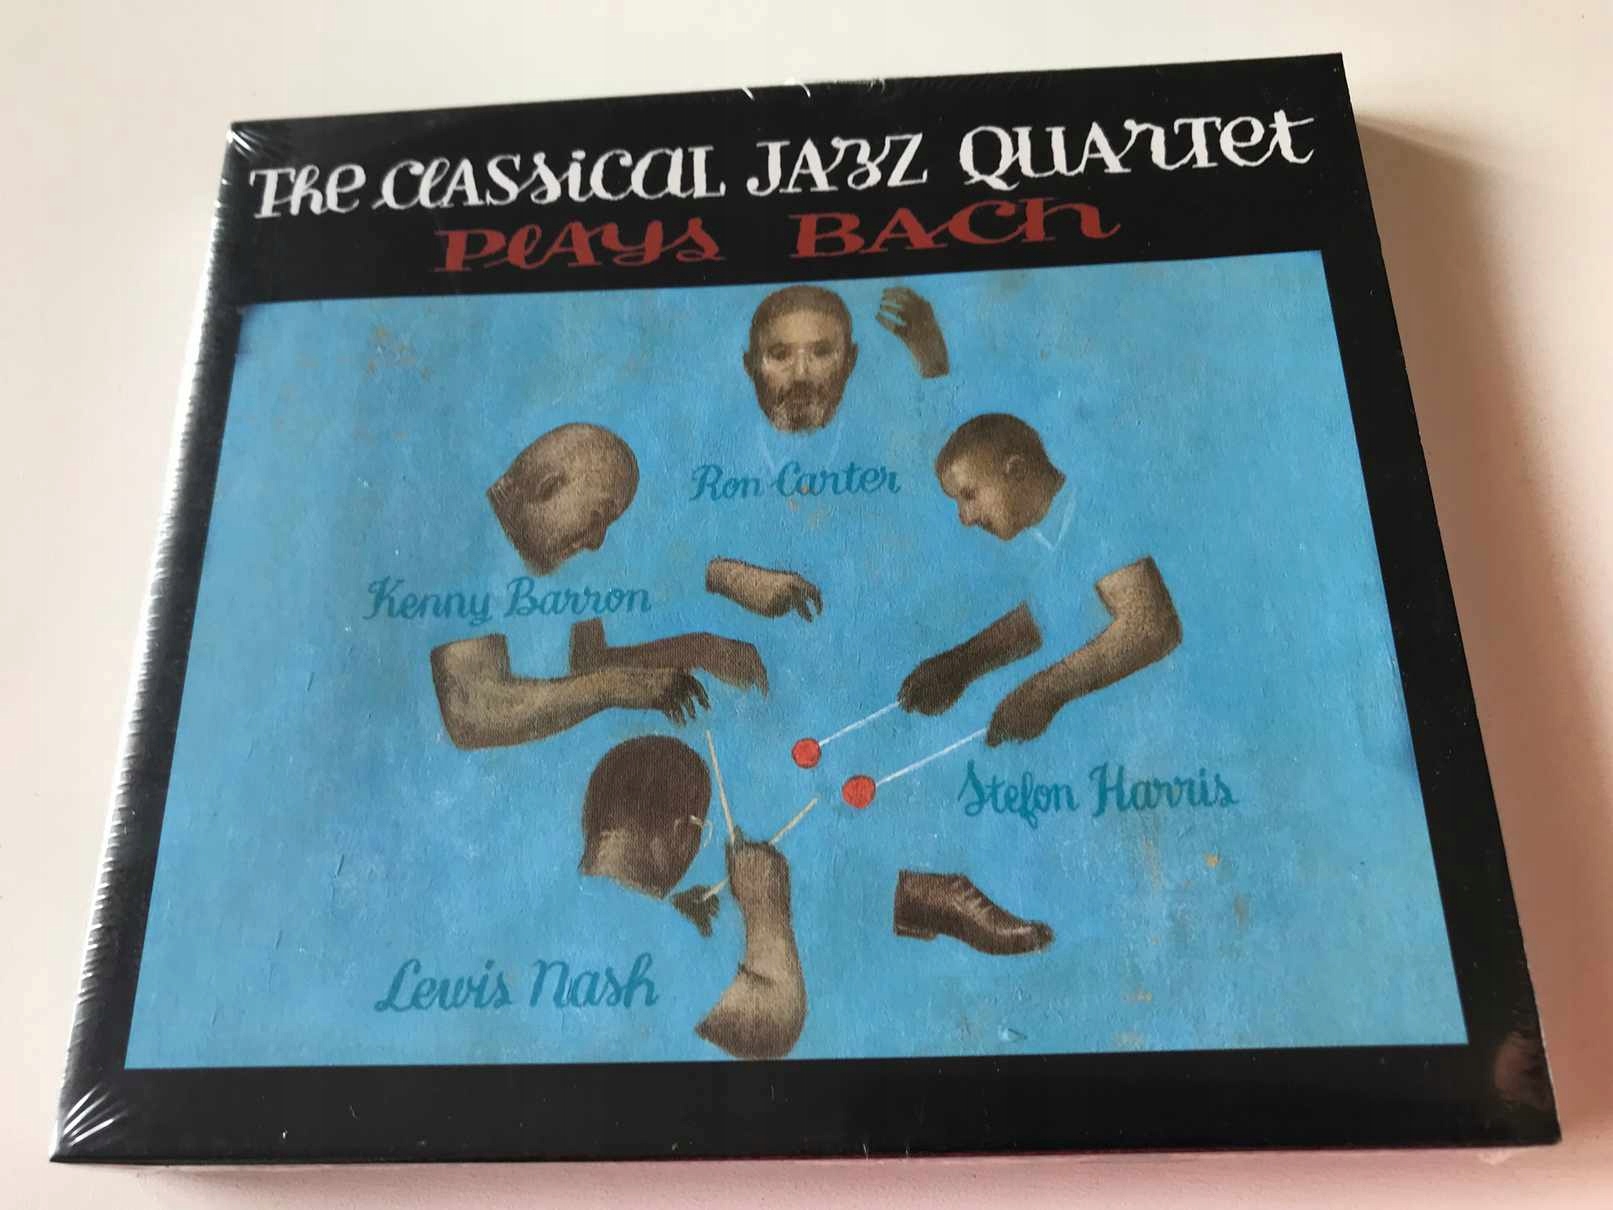 The Classical Jazz Quartet
Plays Bach
Ron Carter
Kenny Barron
Stefon Harris
Lewis Nash